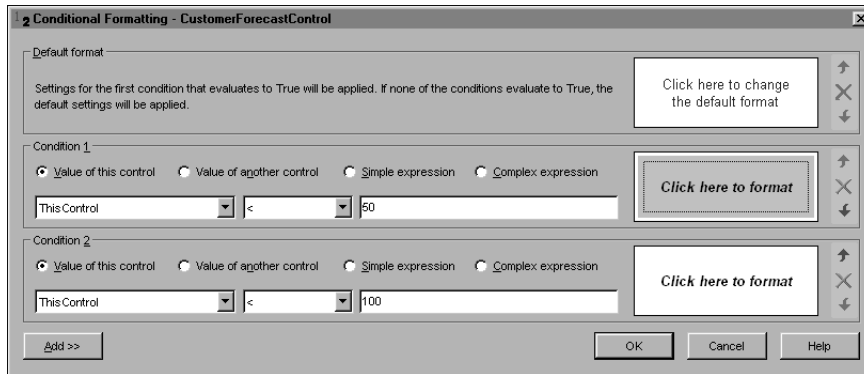 Conditional Formatting - CustomerForecastControl
Default format
Settings for the first condition that evaluates to True will be applied. If none of the conditions evaluate to True, the
default settings will be applied.
Click here to change
the default format
Condition 1
Value of this control Value of another control Simple expression Complex expression
This Control < 50
Click here to format
Condition 2
Value of this control Value of another control Simple expression Complex expression
This Control < 100
Click here to format
Add >> OK Cancel Help